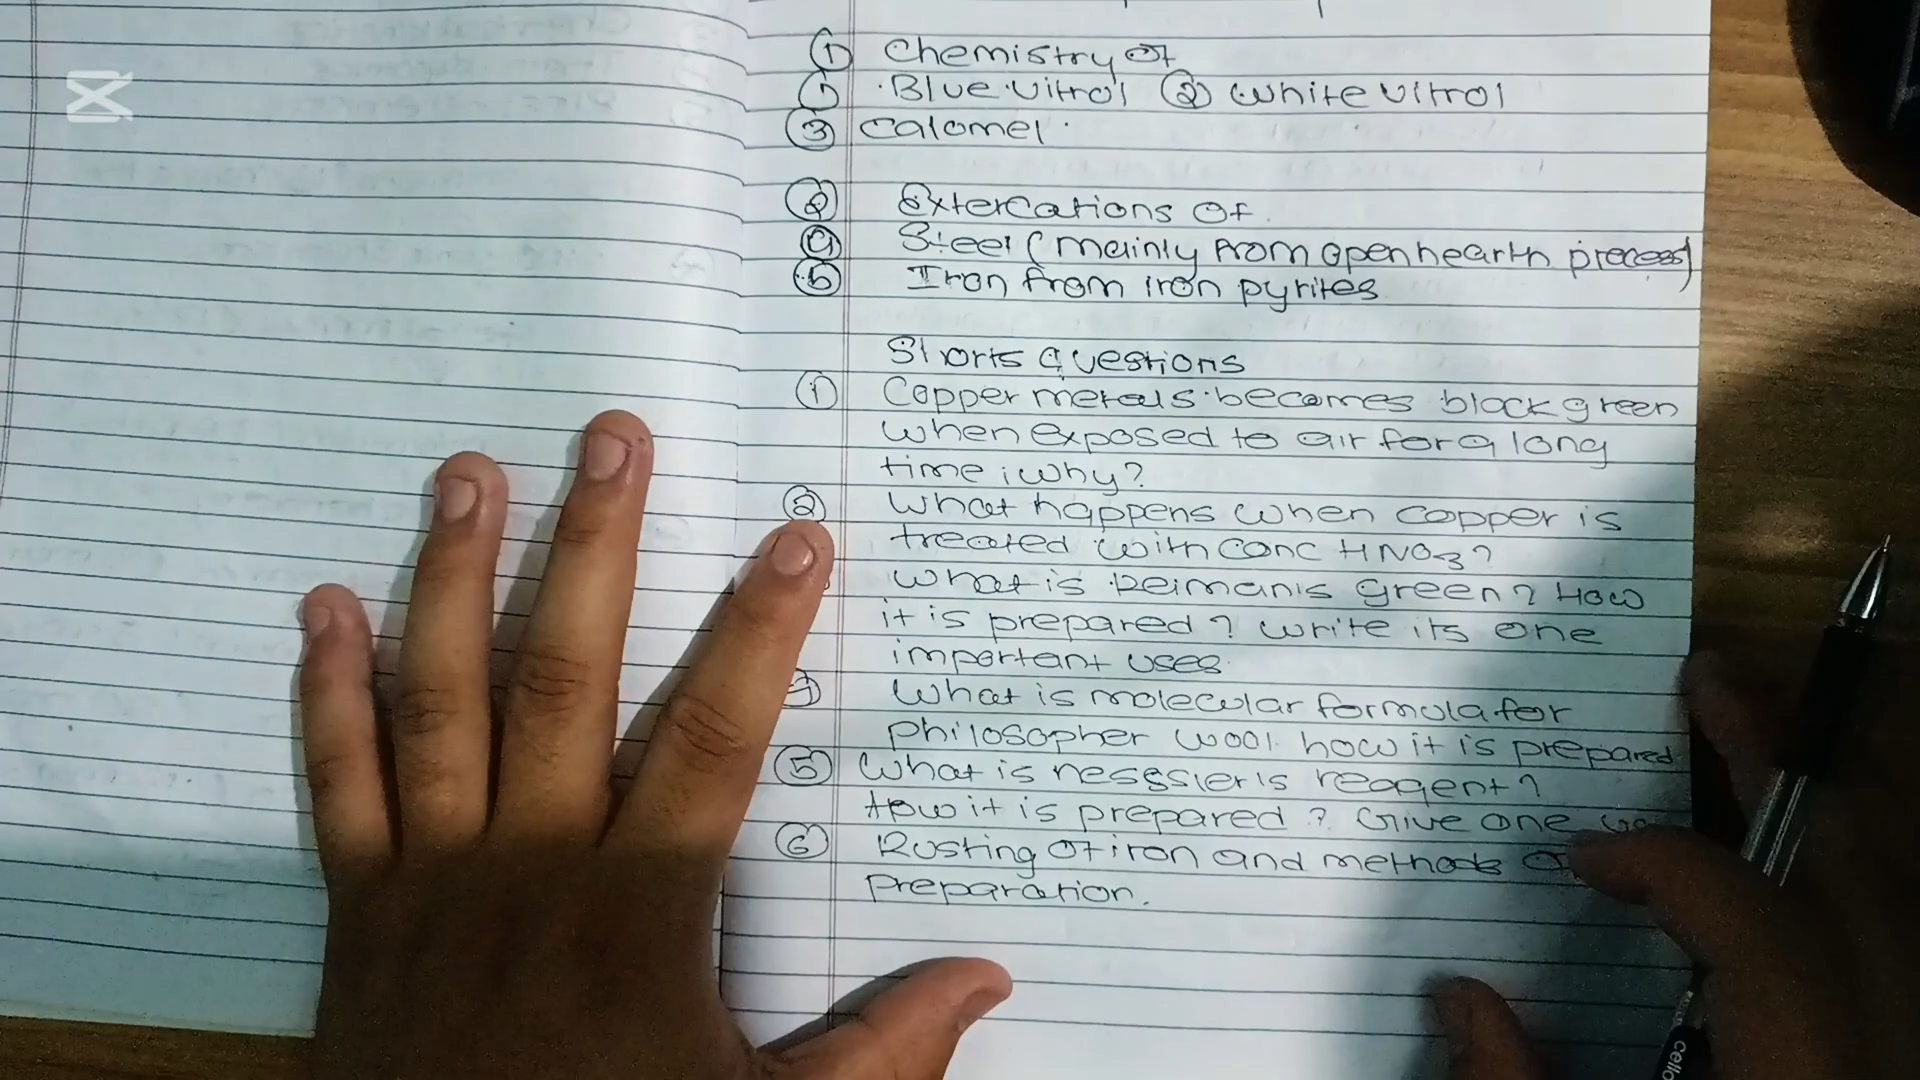 ① Chemistry of
① Blue vitrol ② white vitrol
③ calomel
② Extercations of
ⓐ Steel (mainly from open hearth process)
ⓑ Iron from iron pyrites
Shorts questions
① Copper metals becomes block green
when exposed to air for a long
time ; why?
② What happens when copper is
treated with conc HNO3?
What is Reiman's green? How
it is prepared? write its one
important uses
What is molecular formula for
philosopher wool. how it is prepared
⑤ What is nessgler's reagent?
How it is prepared? Give one
⑥ Rusting of iron and methods
preparation.
cello